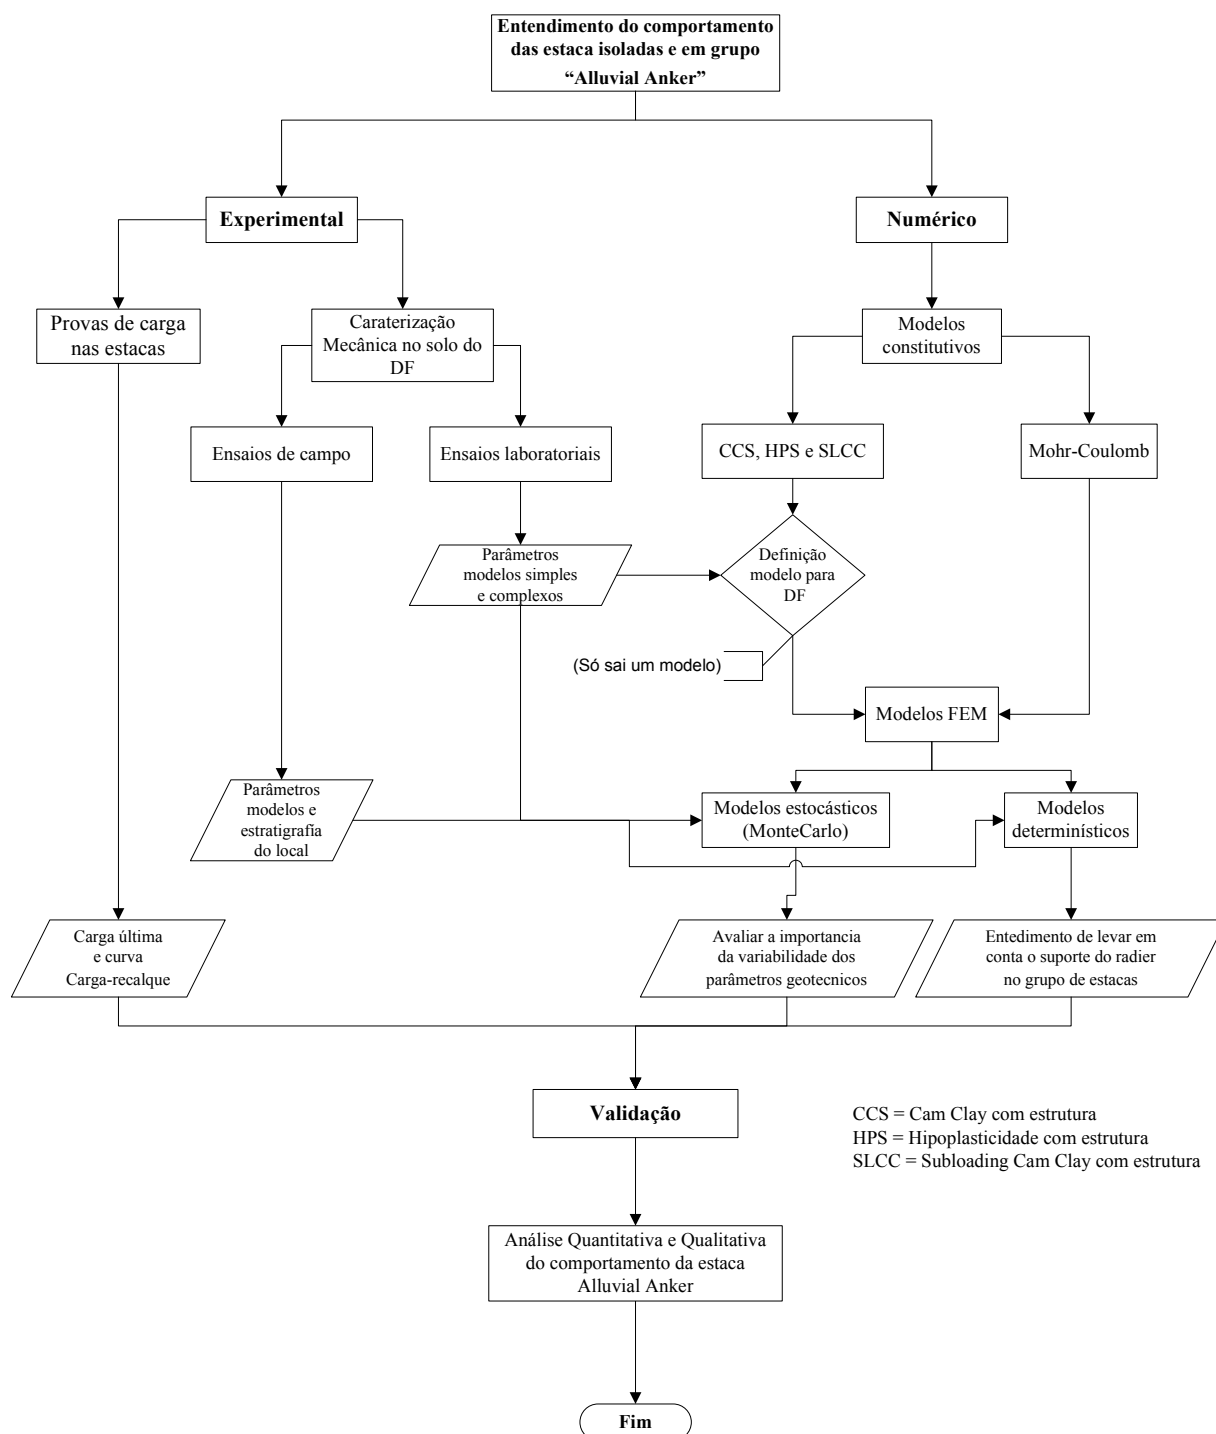 Entendimento do comportamento
das estaca isoladas e em grupo
“Alluvial Anker”
Experimental
Numérico
Provas de carga
nas estacas
Caraterização
Mecânica no solo do
DF
Modelos
constitutivos
Ensaios de campo
Ensaios laboratoriais
CCS, HPS e SLCC
Mohr-Coulomb
Parâmetros
modelos simples
e complexos
Definição
modelo para
DF
(Só sai um modelo)
Modelos FEM
Parâmetros
modelos e
estratigrafia
do local
Modelos estocásticos
(MonteCarlo)
Modelos
determinísticos
Carga última
e curva
Carga-recalque
Avaliar a importancia
da variabilidade dos
parâmetros geotecnicos
Entedimento de levar em
conta o suporte do radier
no grupo de estacas
Validação
CCS = Cam Clay com estrutura
HPS = Hipoplasticidade com estrutura
SLCC = Subloading Cam Clay com estrutura
Análise Quantitativa e Qualitativa
do comportamento da estaca
Alluvial Anker
Fim